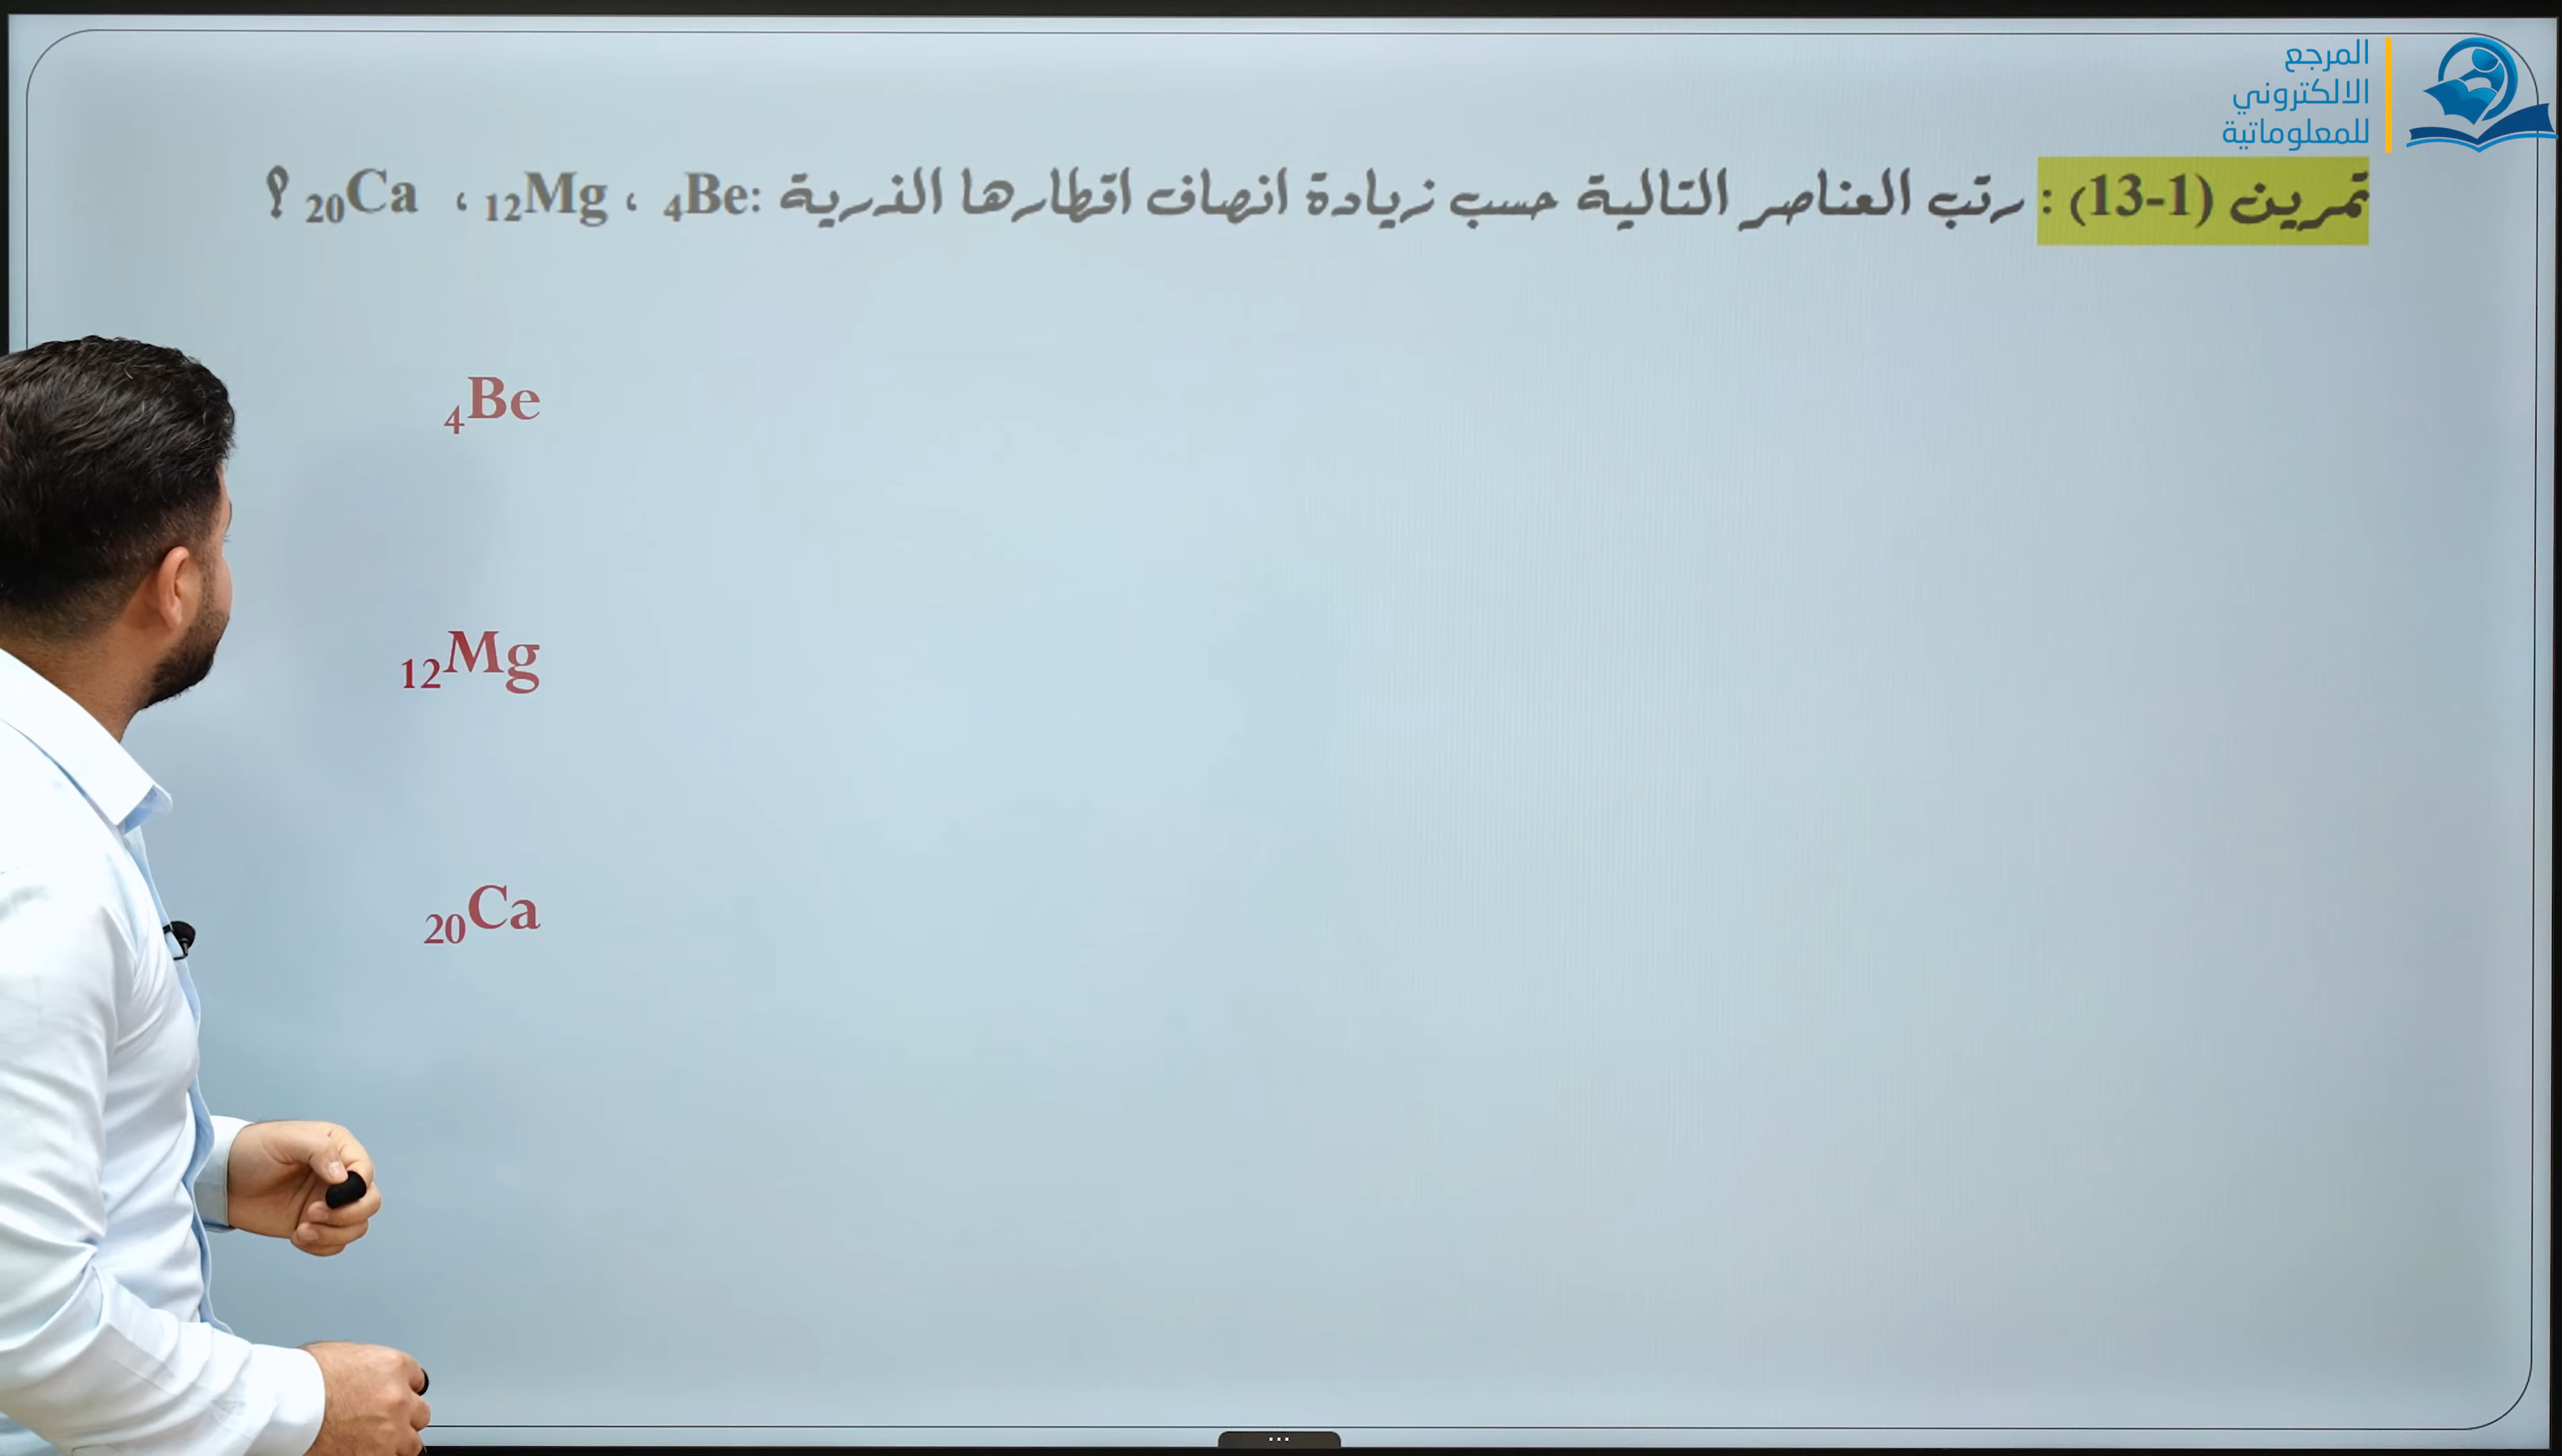 المرجع
الالكتروني
للمعلوماتية
تمرين (1-13) : رتب العناصر التالية حسب زيادة انصاف اقطارها الذرية :₄Be ، ₁₂Mg ، ₂₀Ca ؟
₄Be
₁₂Mg
₂₀Ca